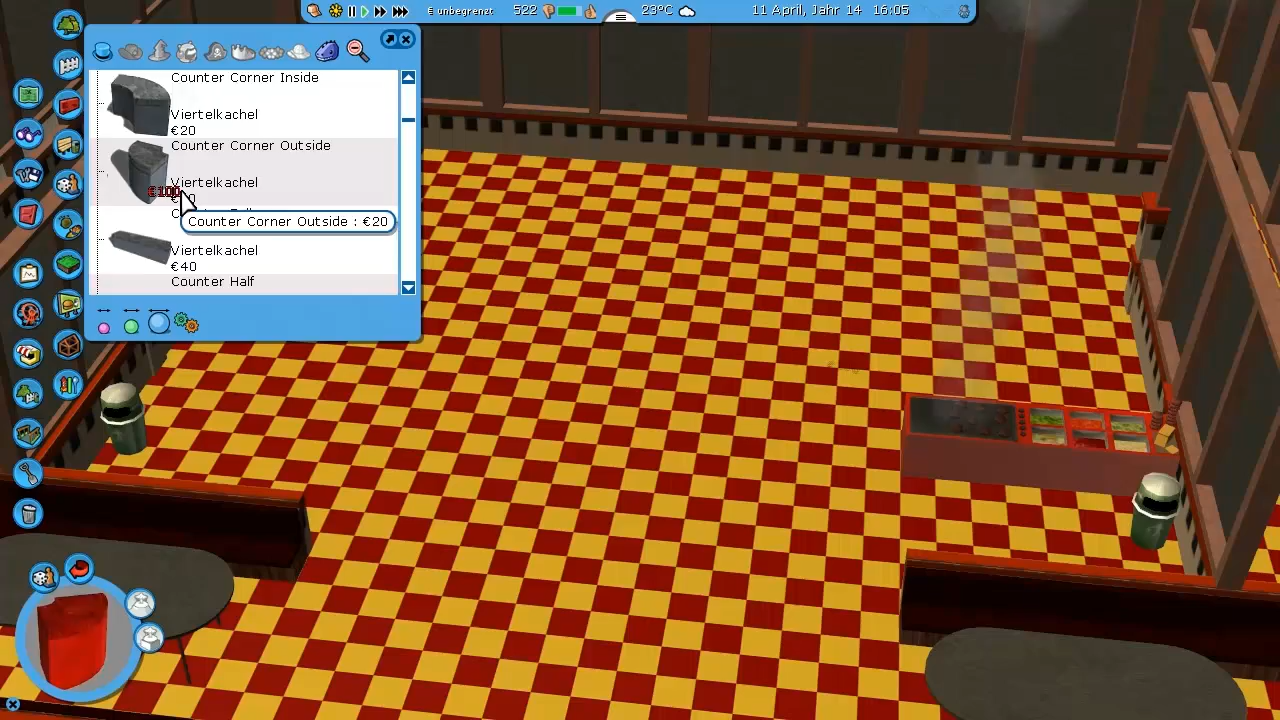 € unbegrenzt 522 23°C 11 April, Jahr 14 16:05
Counter Corner Inside
Viertelkachel
€20
Counter Corner Outside
Viertelkachel
€100
Counter Corner Outside : €20
Viertelkachel
€40
Counter Half